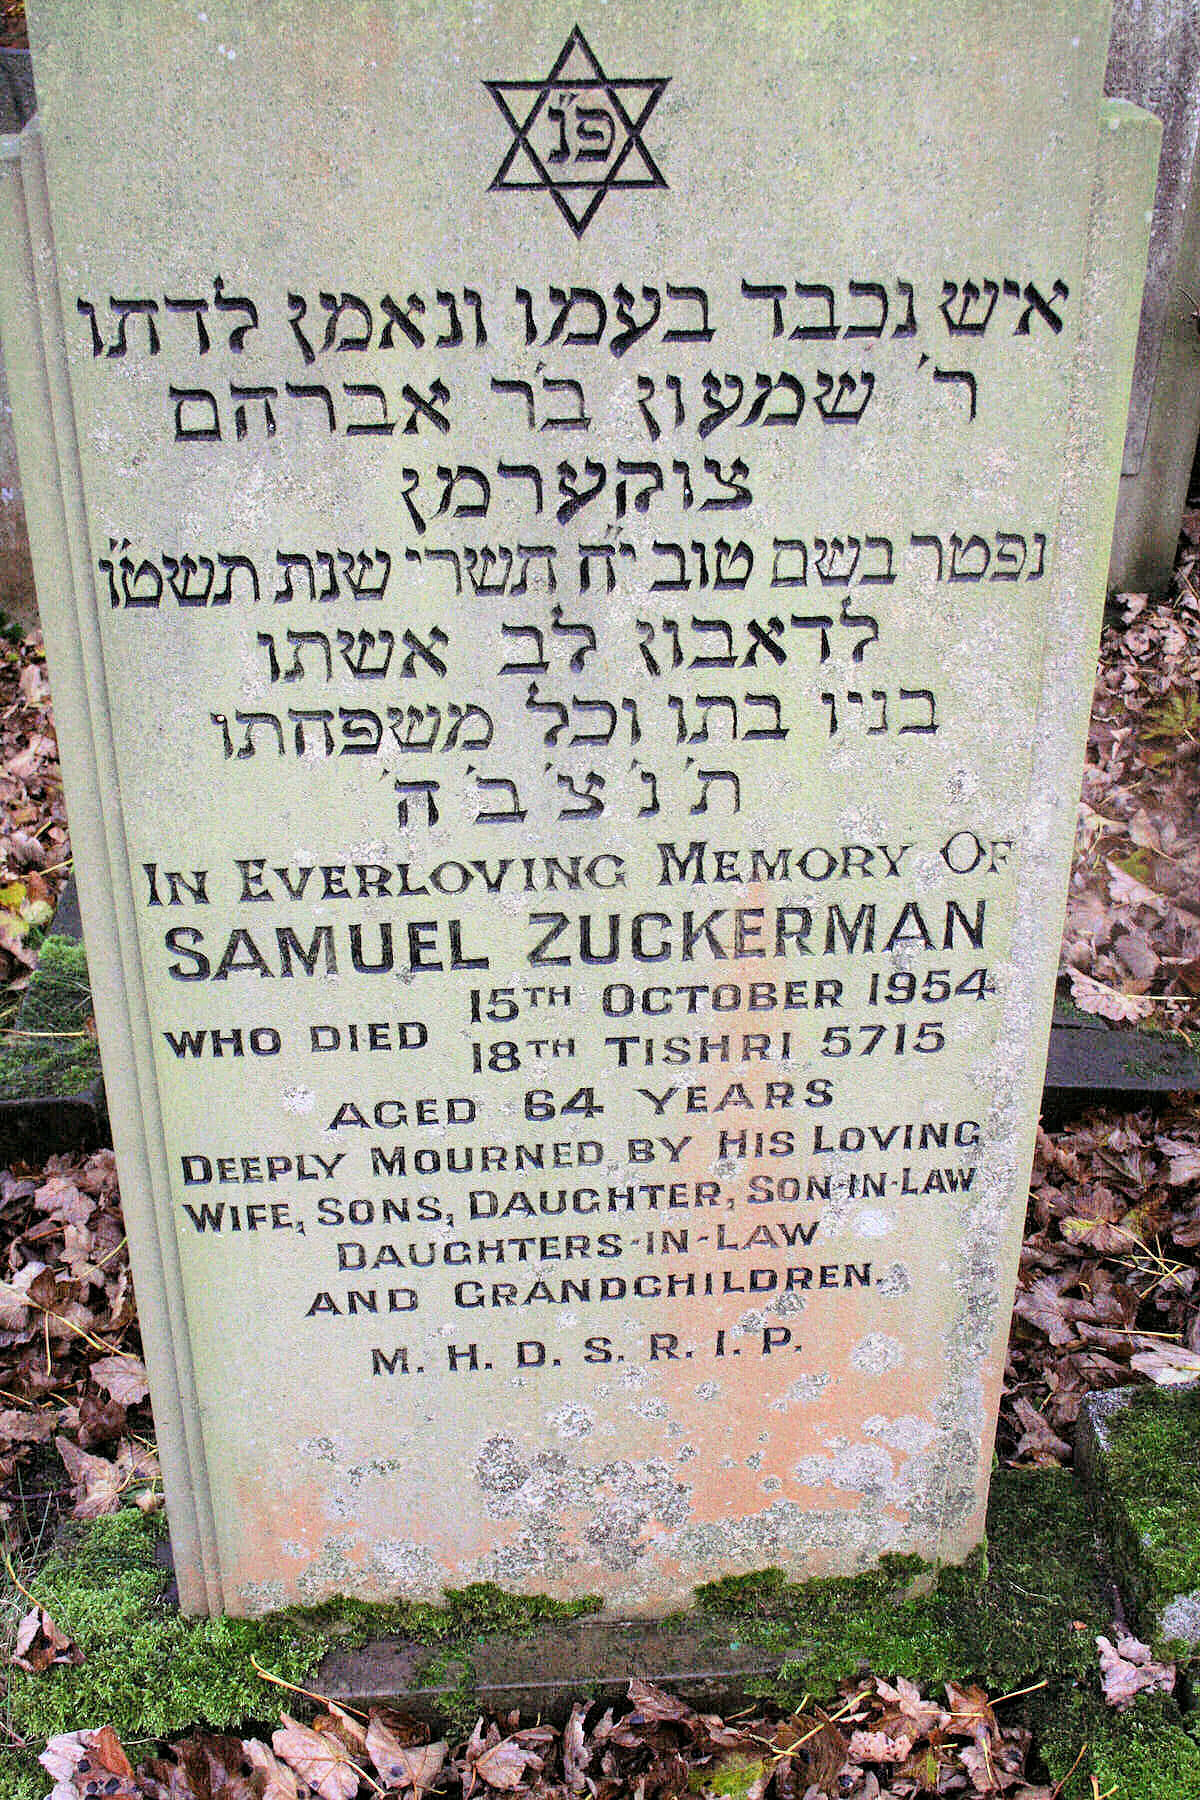 פ״נ
איש נכבד בעמו ונאמן לדתו
ר׳ שמעון ב׳׳ר אברהם
צוקערמן
נפטר בשם טוב י״ח תשרי שנת תשט״ו
לדאבון לב אשתו
בניו בתו וכל משפחתו
ת׳ נ׳ צ׳ ב׳ ה׳
IN EVERLOVING MEMORY OF
SAMUEL ZUCKERMAN
WHO DIED 15TH OCTOBER 1954
18TH TISHRI 5715
AGED 64 YEARS
DEEPLY MOURNED BY HIS LOVING
WIFE, SONS, DAUGHTER, SON-IN-LAW
DAUGHTERS-IN-LAW
AND GRANDCHILDREN.
M. H. D. S. R. I. P.